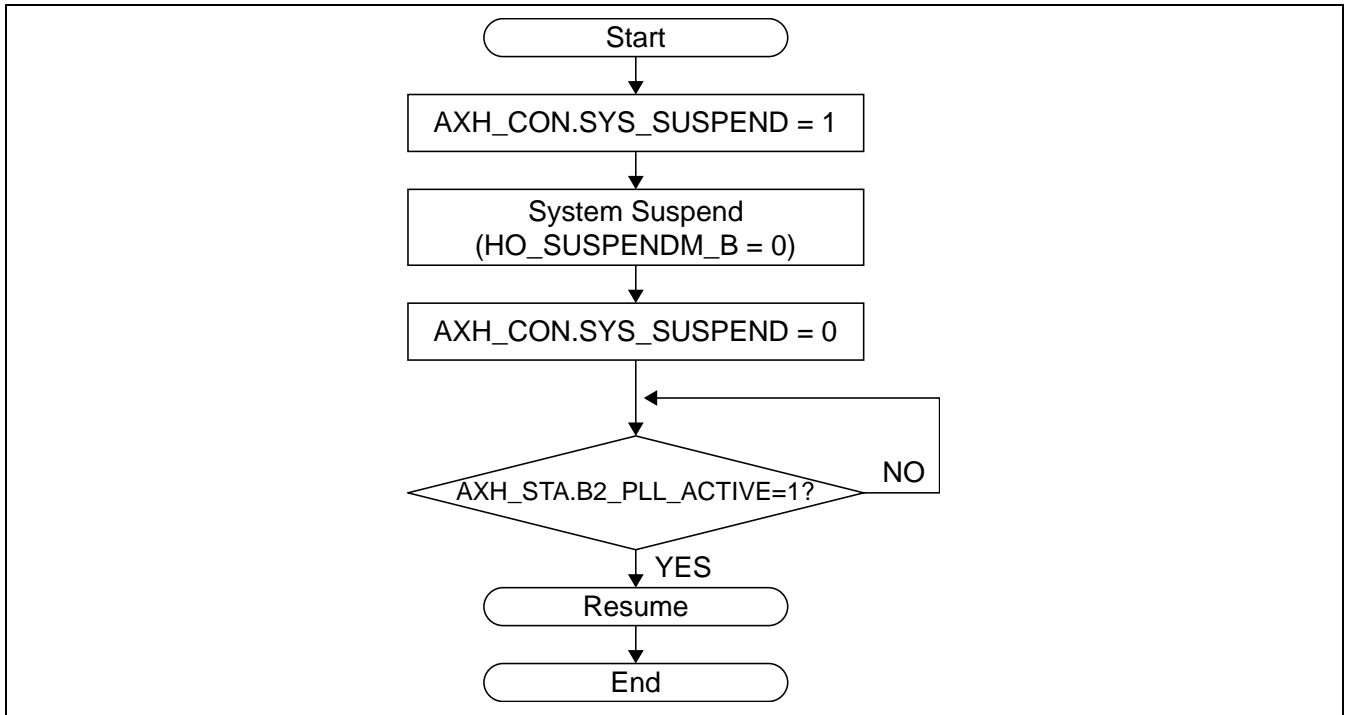 Start
AXH_CON.SYS_SUSPEND = 1
System Suspend
(HO_SUSPENDM_B = 0)
AXH_CON.SYS_SUSPEND = 0
AXH_STA.B2_PLL_ACTIVE=1?
NO
YES
Resume
End